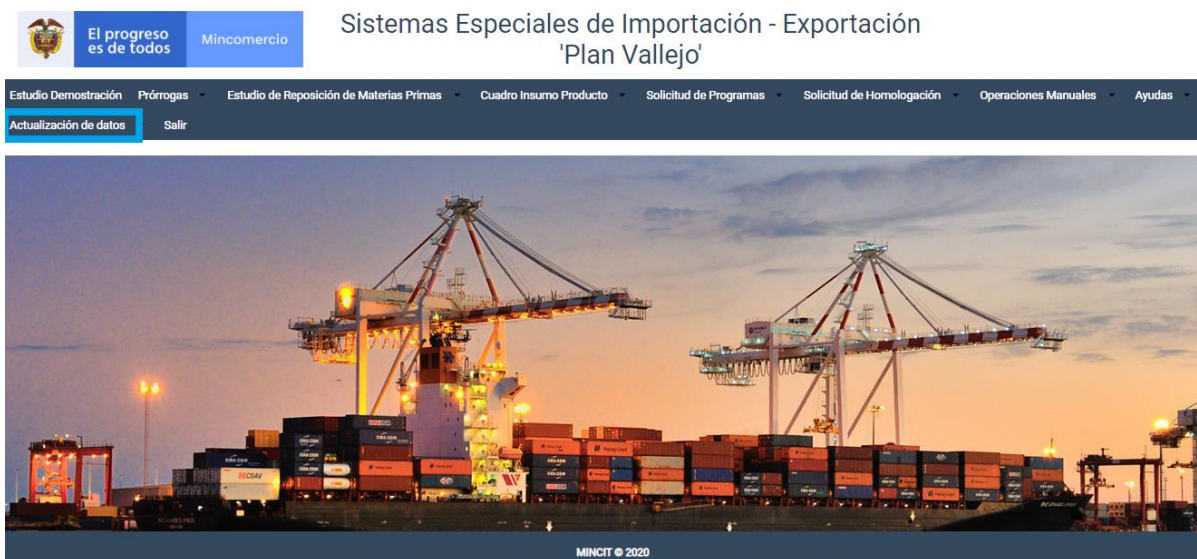 Sistemas Especiales de Importación - Exportación
'Plan Vallejo'
El progreso
es de todos
Mincomercio
Estudio Demostración Prórrogas Estudio de Reposición de Materias Primas Cuadro Insumo Producto Solicitud de Programas Solicitud de Homologación Operaciones Manuales Ayudas
Actualización de datos Salir
CSAV
MINCIT © 2020